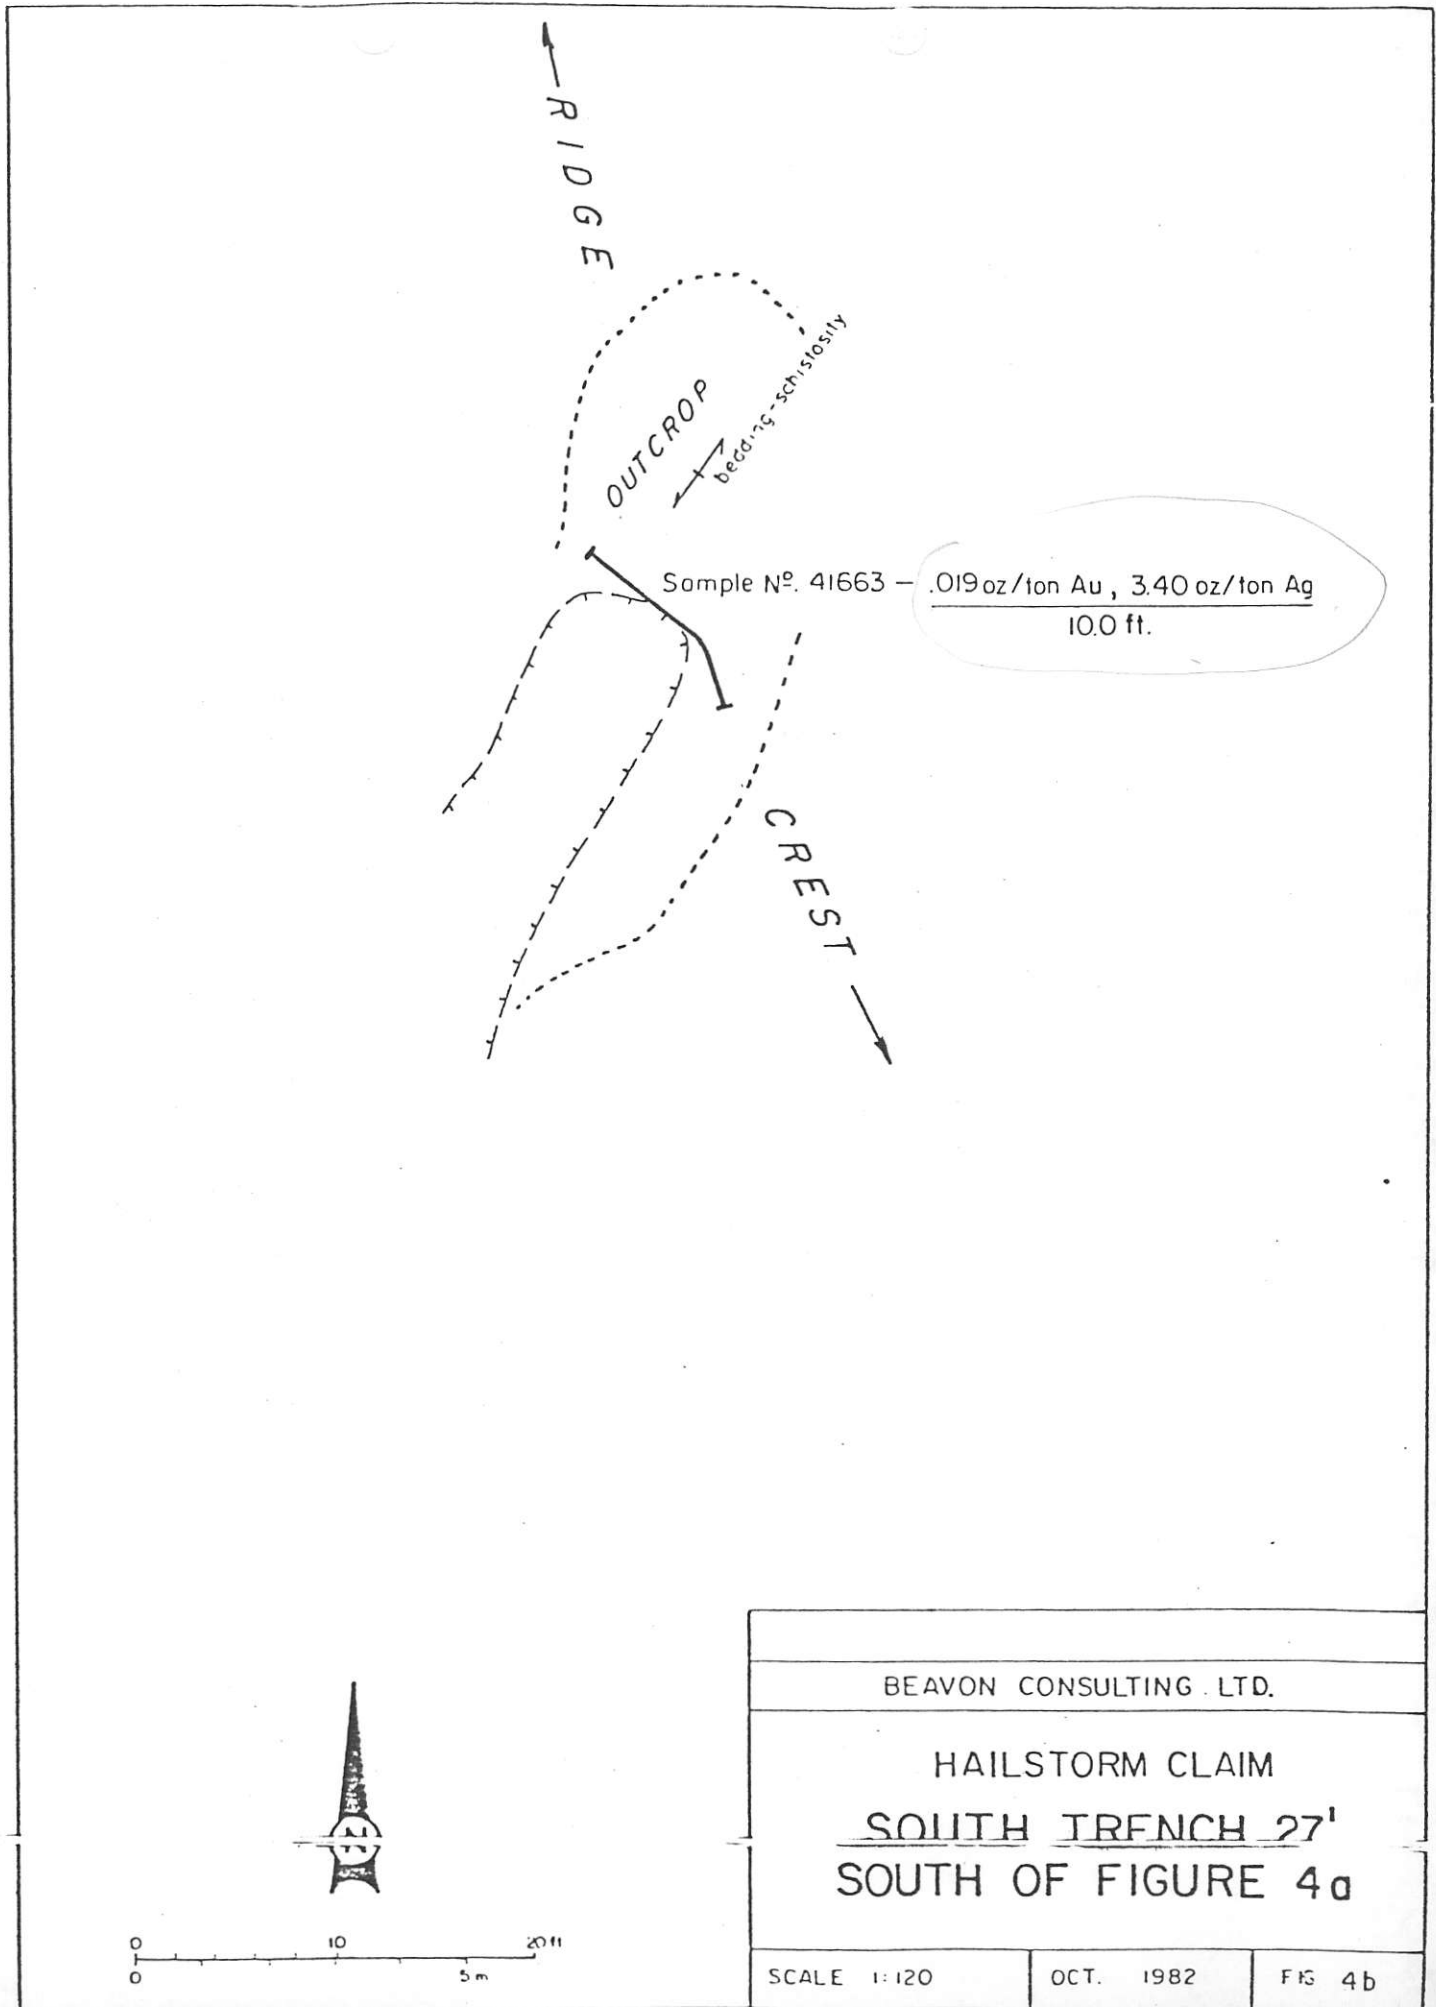 RIDGE
OUTCROP
bedding-schistosity
Sample Nº. 41663 – .019 oz/ton Au, 3.40 oz/ton Ag
10.0 ft.
CREST
BEAVON CONSULTING LTD.
HAILSTORM CLAIM
SOUTH TRENCH 27'
SOUTH OF FIGURE 4a
N
0 10 20 ft
0 5 m
SCALE 1:120 OCT. 1982 FIG 4b